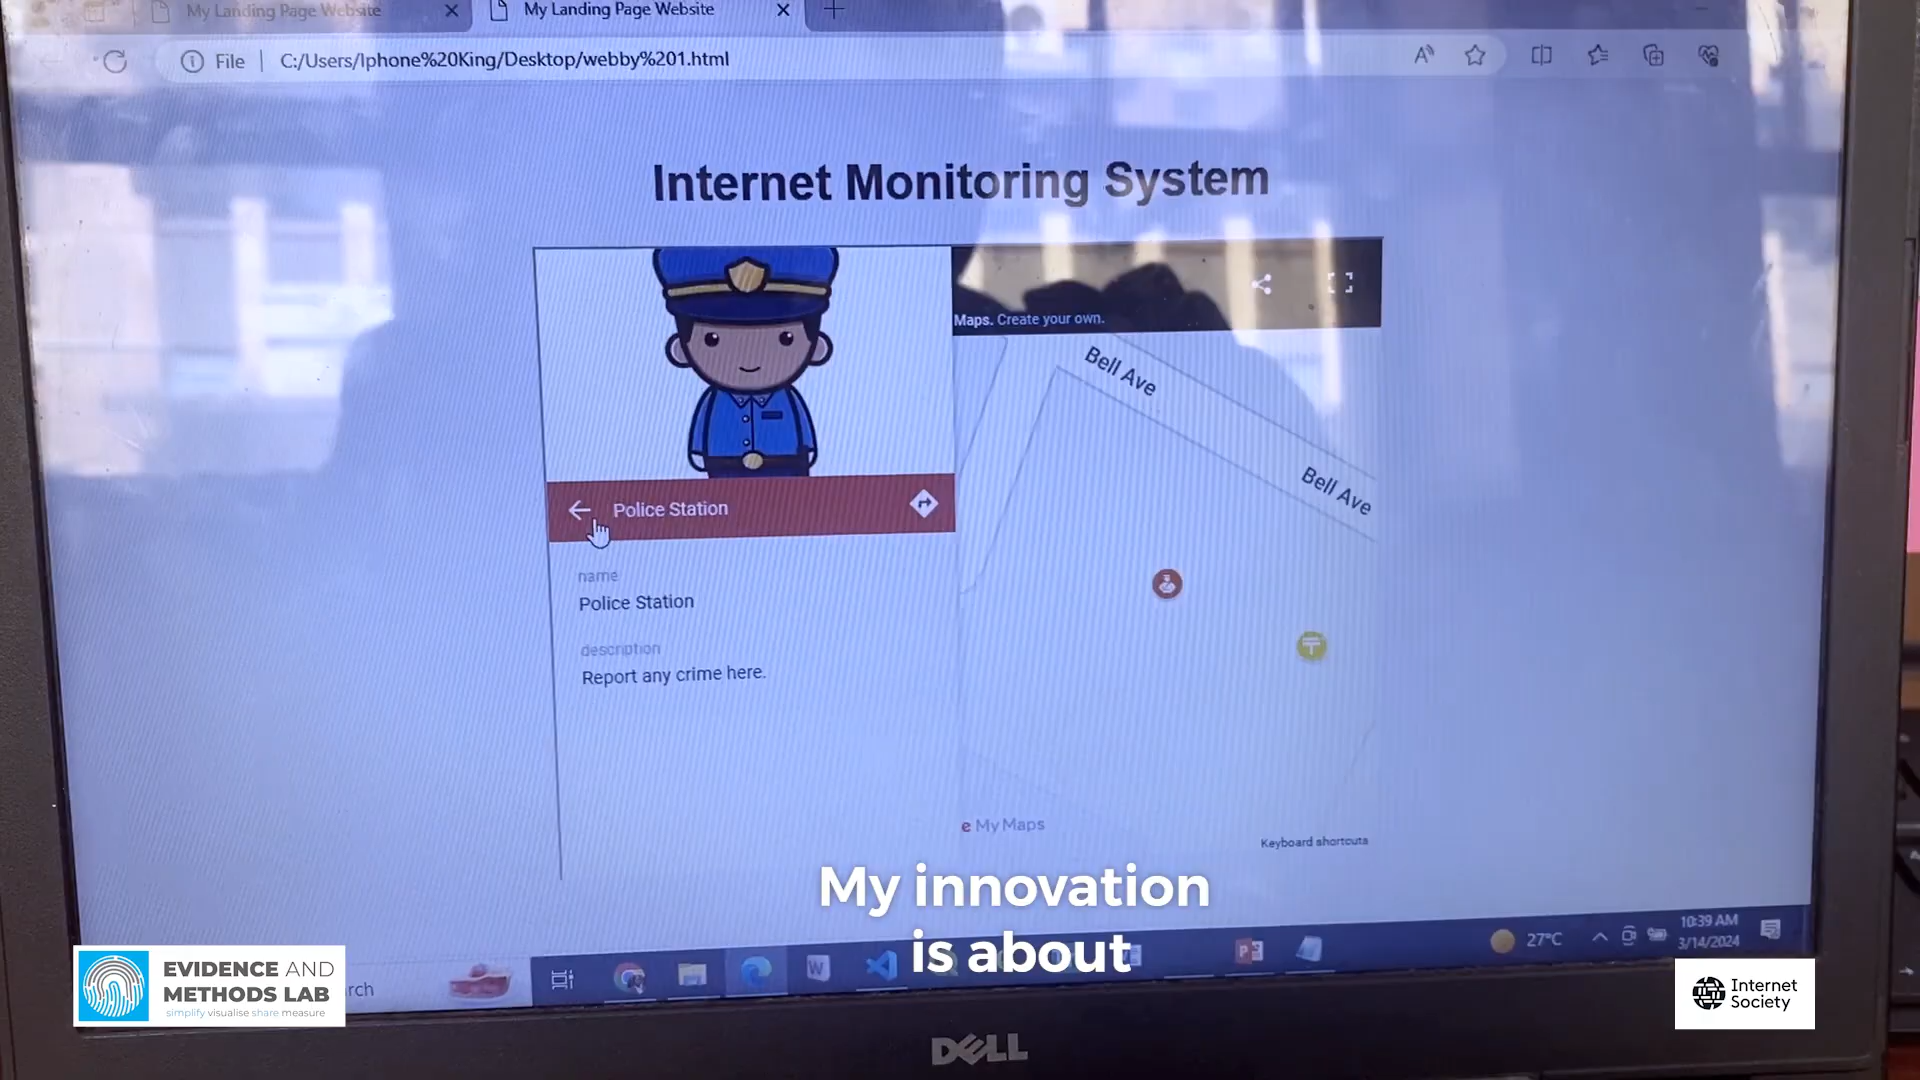 My Landing Page Website
My Landing Page Website
File
C:/Users/Iphone%20King/Desktop/webby%201.html
Internet Monitoring System
Maps. Create your own.
Bell Ave
Bell Ave
Police Station
name
Police Station
description
Report any crime here.
e My Maps
Keyboard shortcuts
My innovation
is about
10:39 AM
27°C
3/14/2024
EVIDENCE AND
METHODS LAB
simplify visualise share measure
rch
Internet
Society
DELL